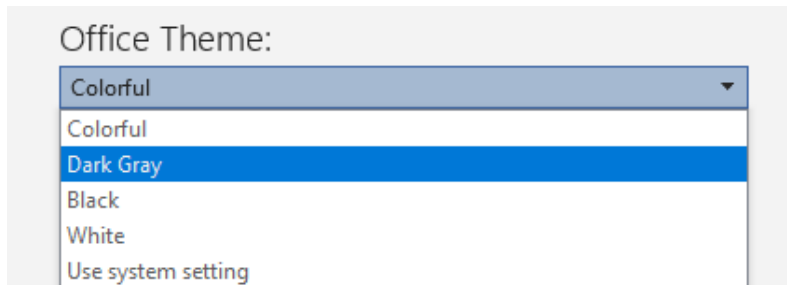 Office Theme:
Colorful
Colorful
Dark Gray
Black
White
Use system setting